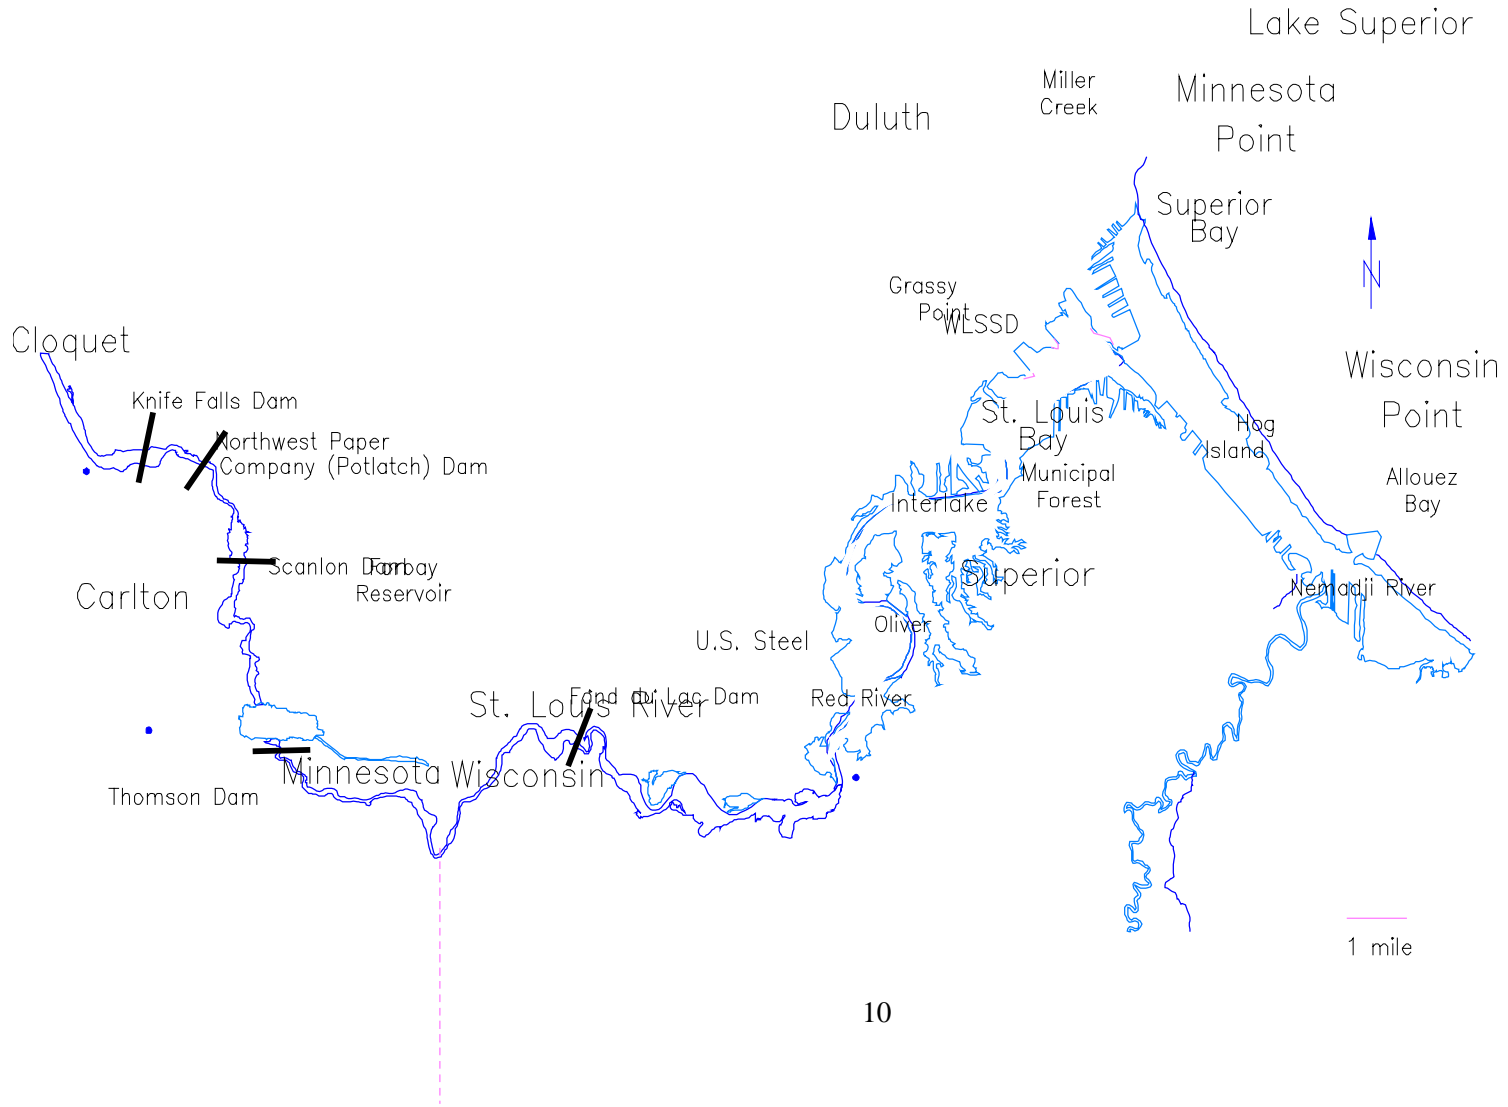 Lake Superior
Miller
Creek
Minnesota
Point
Duluth
Superior
Bay
N
Grassy
Point
WLSSD
Cloquet
Wisconsin
Point
Knife Falls Dam
St. Louis
Bay
Hog
Island
Northwest Paper
Company (Potlatch) Dam
Municipal
Forest
Allouez
Bay
Interlake
Scanlon Dam
Forbay
Reservoir
Superior
Nemadji River
Carlton
Oliver
U.S. Steel
Fond du Lac Dam
St. Louis River
Red River
Minnesota
Wisconsin
Thomson Dam
1 mile
10